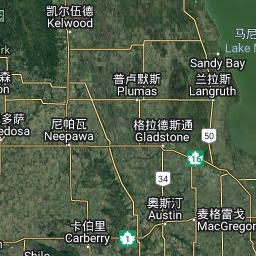 凯尔伍德
Kelwood
马尼
Lake M
Park
Sandy Bay
森
on
普卢默斯
Plumas
兰拉斯
Langruth
多萨
edosa
尼帕瓦
Neepawa
格拉德斯通
Gladstone
50
16
34
奥斯汀
Austin
麦格雷戈
MacGregor
卡伯里
Carberry
1
Shilo